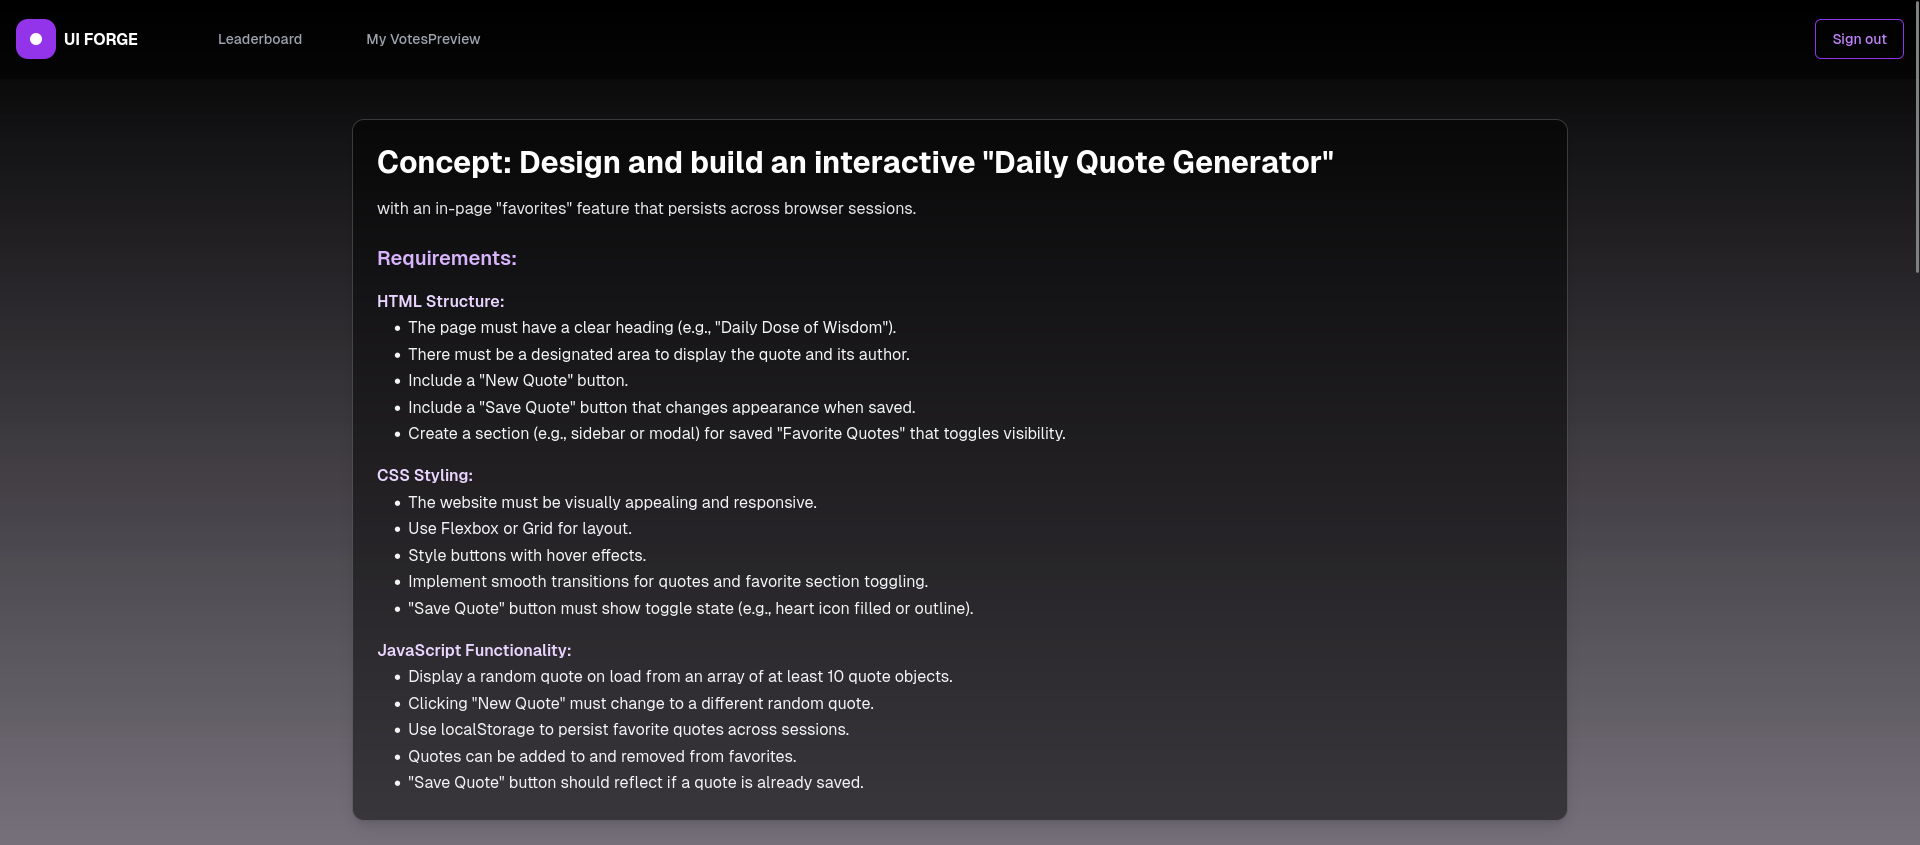 UI FORGE
Leaderboard
My VotesPreview
Sign out
Concept: Design and build an interactive "Daily Quote Generator"
with an in-page "favorites" feature that persists across browser sessions.
Requirements:
HTML Structure:
• The page must have a clear heading (e.g., "Daily Dose of Wisdom").
• There must be a designated area to display the quote and its author.
• Include a "New Quote" button.
• Include a "Save Quote" button that changes appearance when saved.
• Create a section (e.g., sidebar or modal) for saved "Favorite Quotes" that toggles visibility.
CSS Styling:
• The website must be visually appealing and responsive.
• Use Flexbox or Grid for layout.
• Style buttons with hover effects.
• Implement smooth transitions for quotes and favorite section toggling.
• "Save Quote" button must show toggle state (e.g., heart icon filled or outline).
JavaScript Functionality:
• Display a random quote on load from an array of at least 10 quote objects.
• Clicking "New Quote" must change to a different random quote.
• Use localStorage to persist favorite quotes across sessions.
• Quotes can be added to and removed from favorites.
• "Save Quote" button should reflect if a quote is already saved.